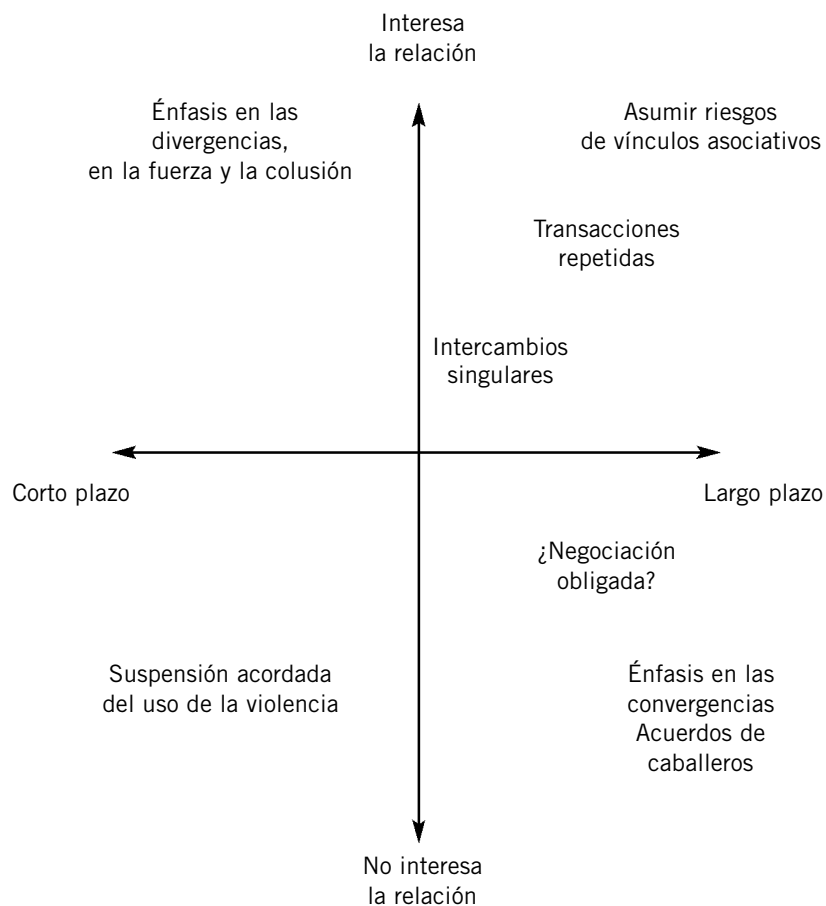 Interesa
la relación
Énfasis en las
divergencias,
en la fuerza y la colusión
Asumir riesgos
de vínculos asociativos
Transacciones
repetidas
Intercambios
singulares
Corto plazo
Largo plazo
¿Negociación
obligada?
Suspensión acordada
del uso de la violencia
Énfasis en las
convergencias
Acuerdos de
caballeros
No interesa
la relación